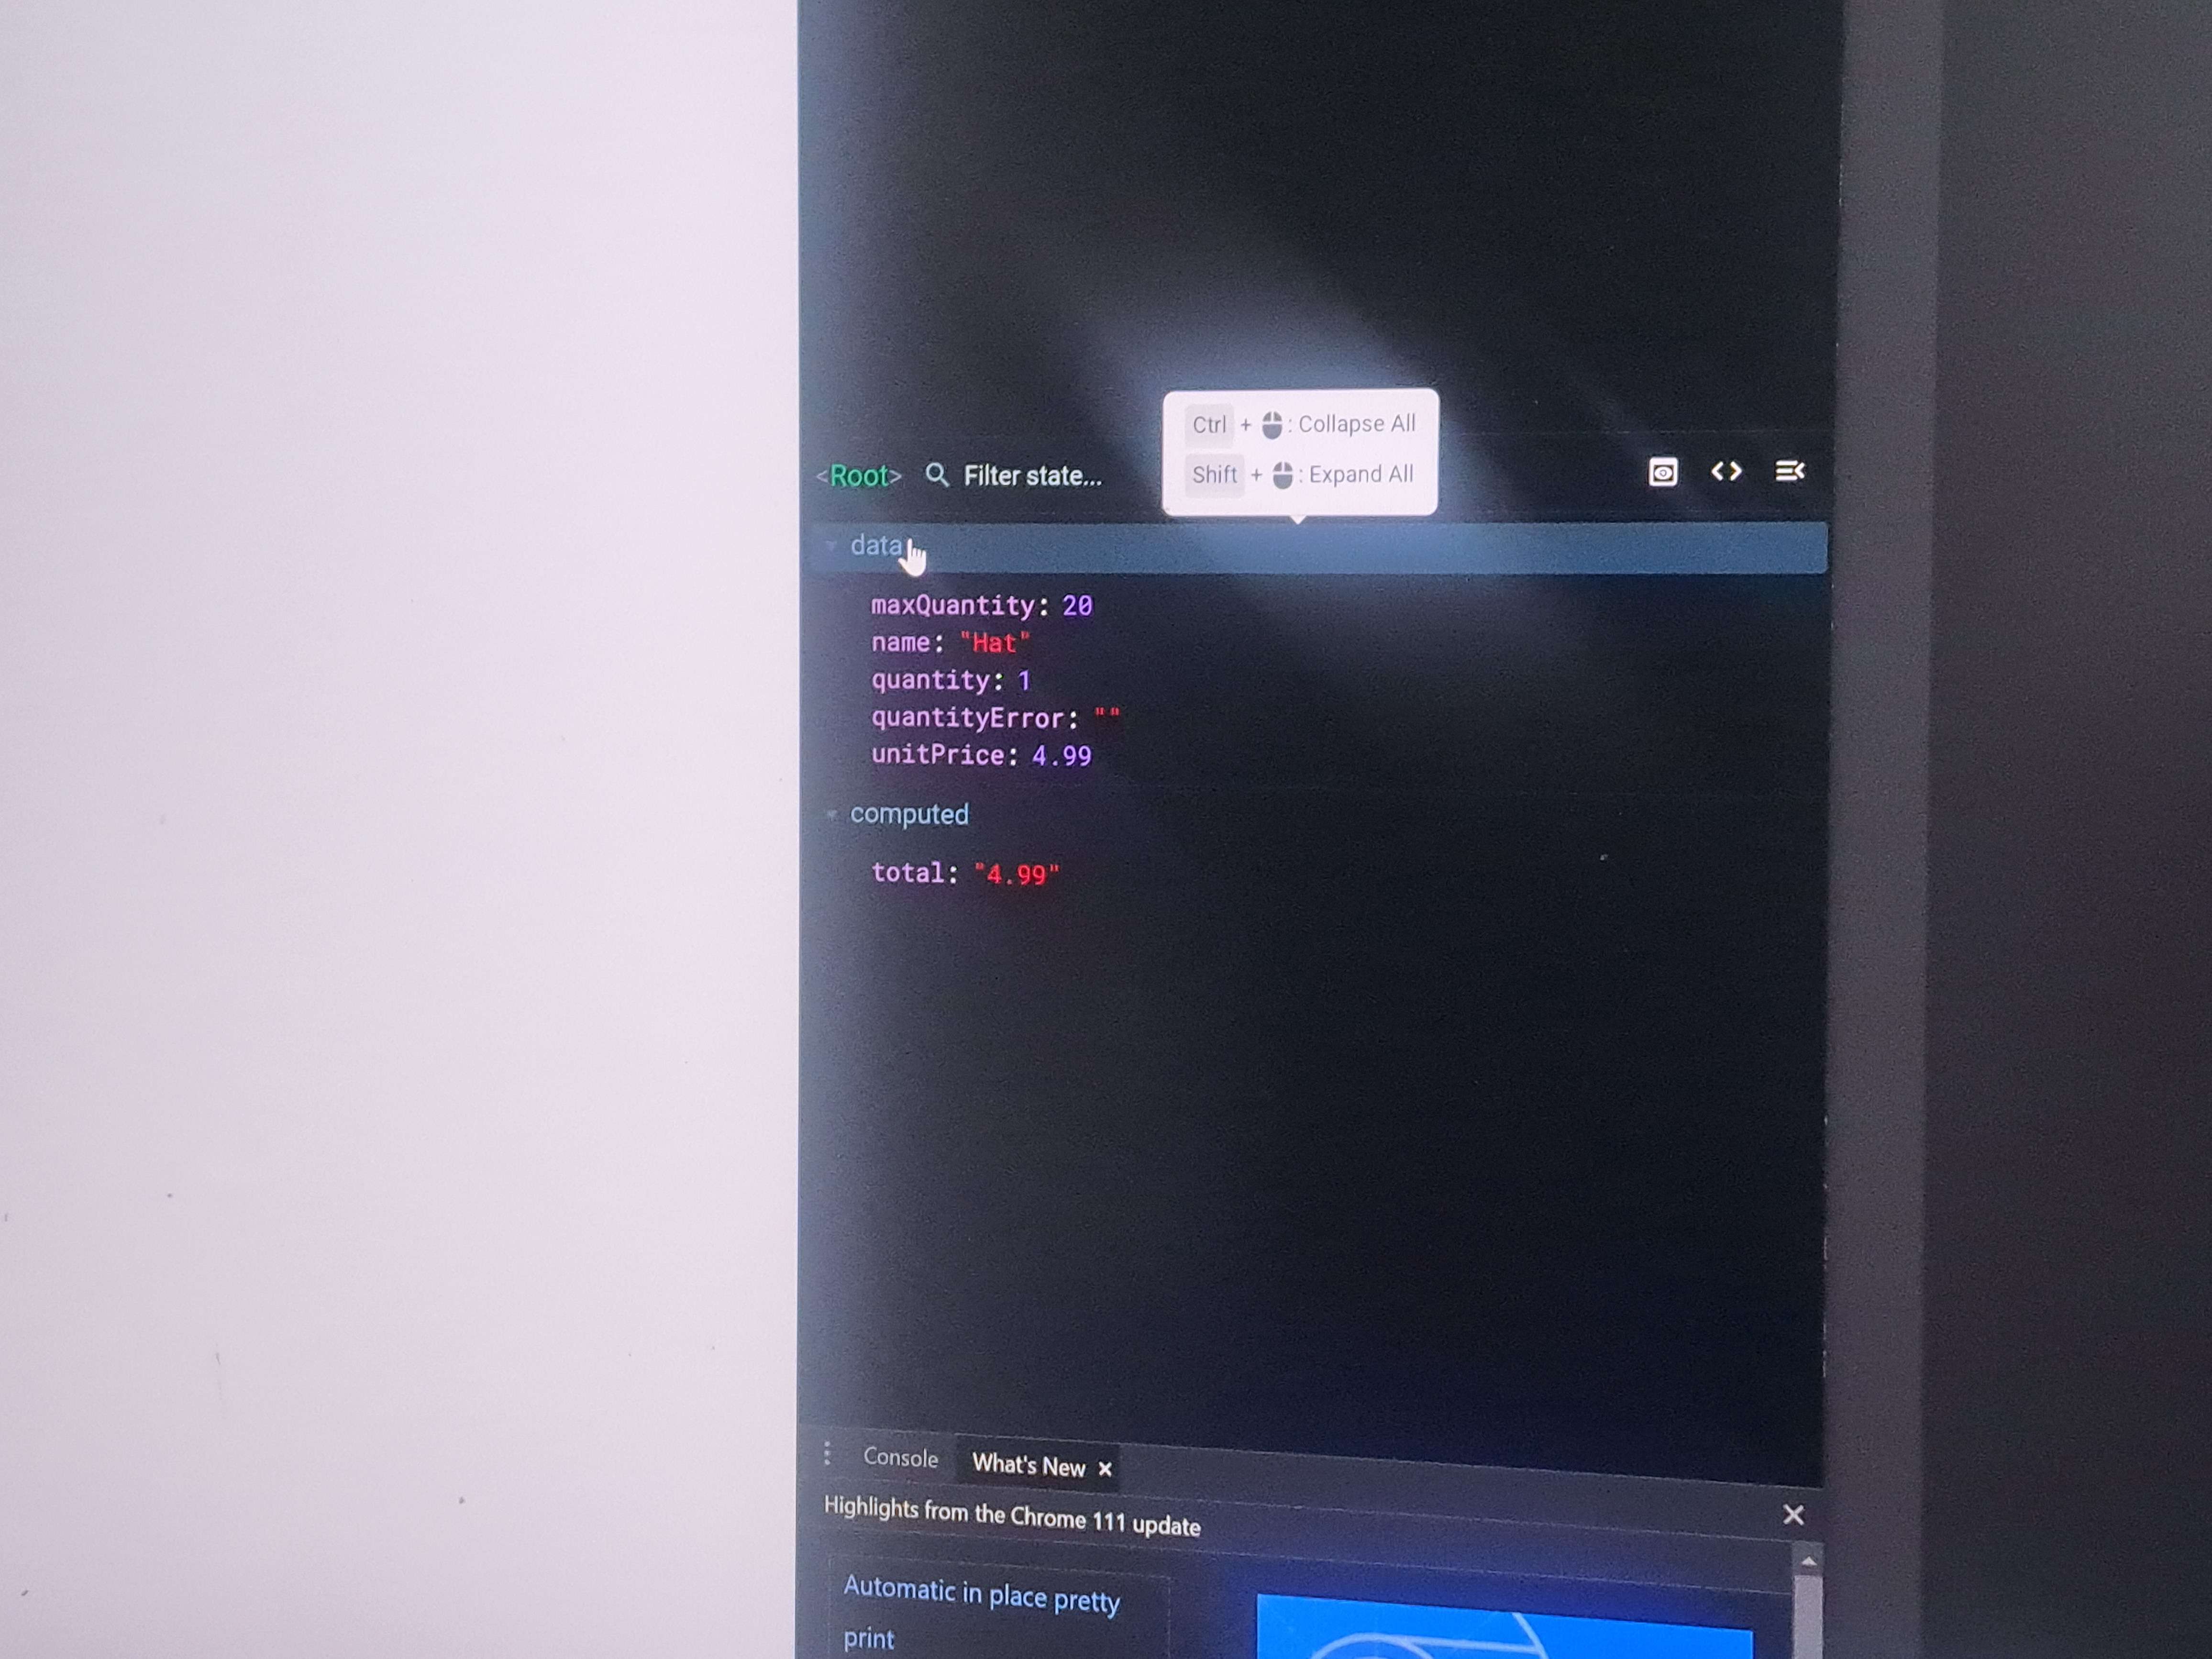 Ctrl + : Collapse All
Shift + : Expand All
<Root> Filter state...
data
maxQuantity: 20
name: "Hat"
quantity: 1
quantityError: ""
unitPrice: 4.99
computed
total: "4.99"
Console What's New ×
Highlights from the Chrome 111 update
Automatic in place pretty
print